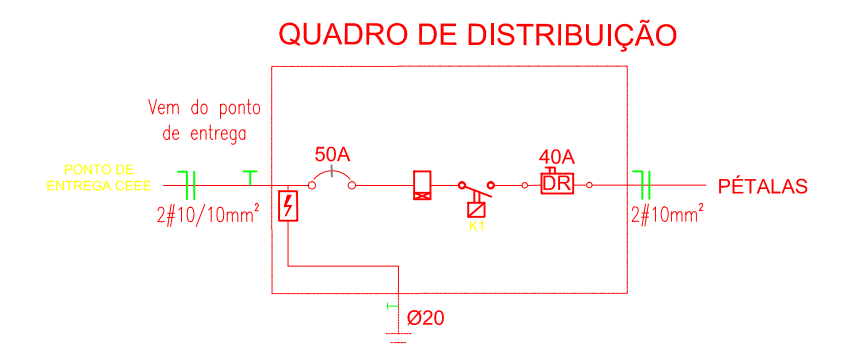 QUADRO DE DISTRIBUIÇÃO
Vem do ponto
de entrega
PONTO DE
ENTREGA CEEE
2#10/10mm²
50A
K1
40A
DR
2#10mm²
PÉTALAS
Ø20